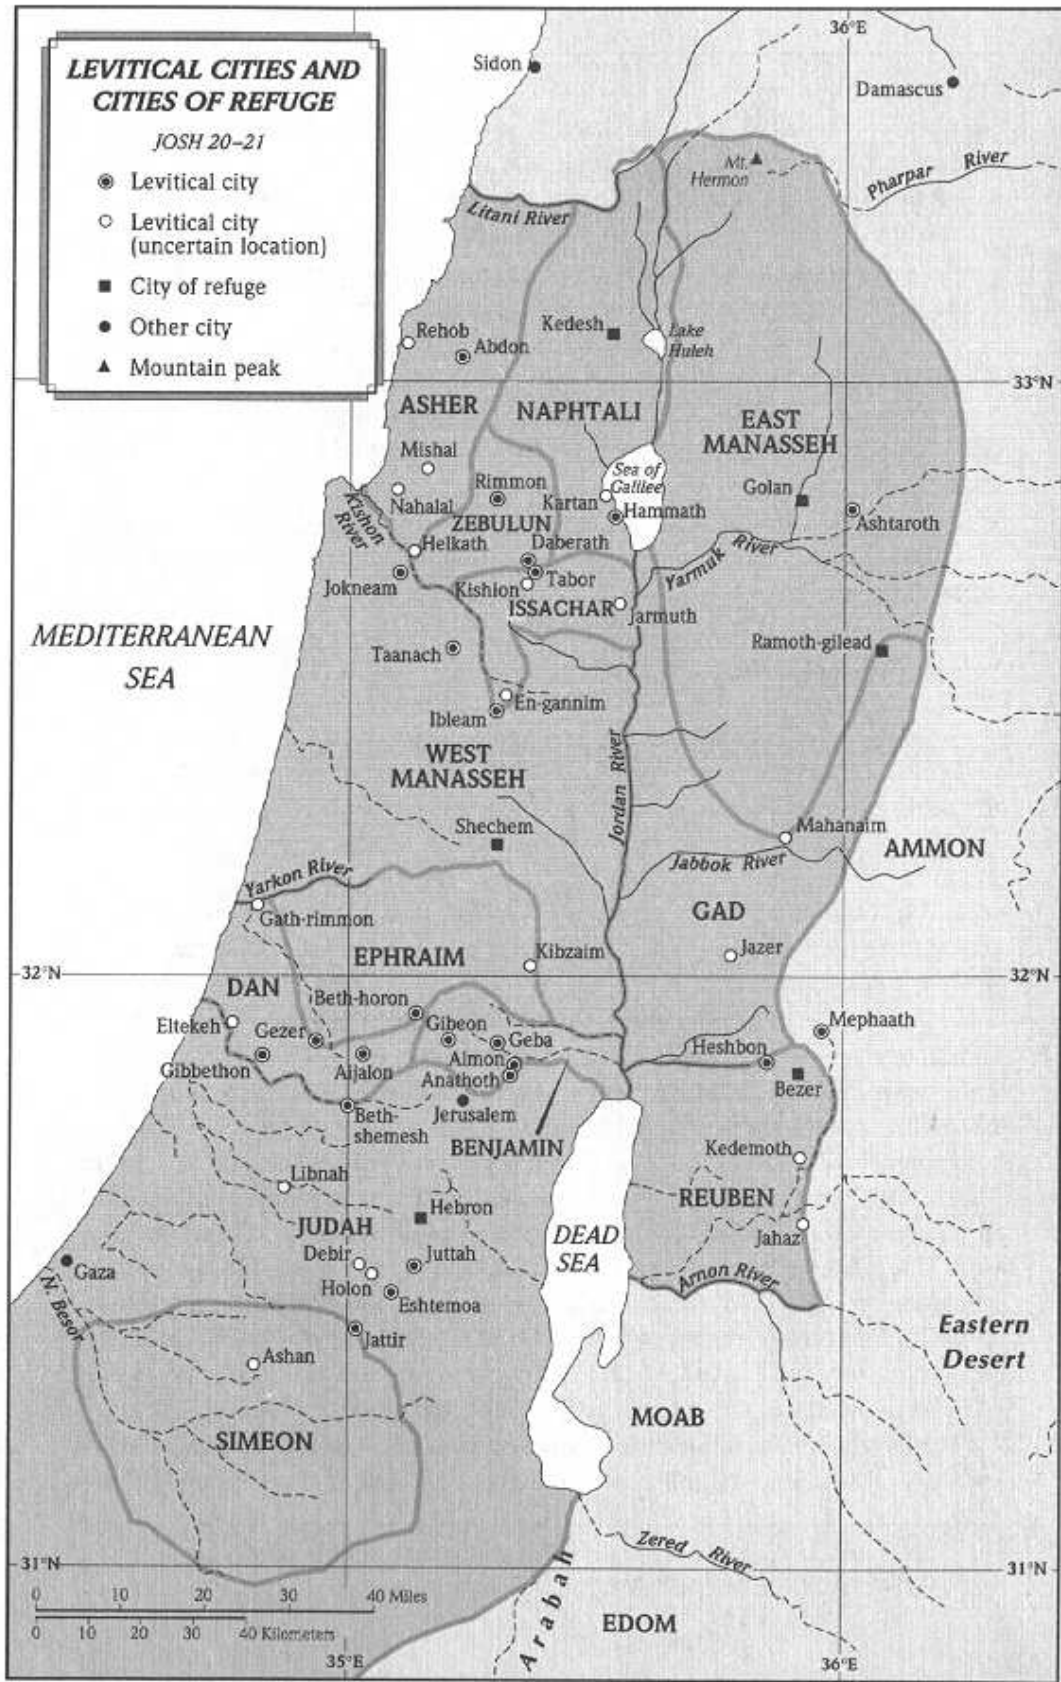 LEVITICAL CITIES AND
CITIES OF REFUGE
JOSH 20–21
Levitical city
Levitical city
(uncertain location)
City of refuge
Other city
Mountain peak
36°E
Sidon
Damascus
Mt.
Hermon
Pharpar River
Litani River
Rehob
Abdon
Kedesh
Lake
Huleh
33°N
ASHER
NAPHTALI
EAST
MANASSEH
Mishal
Nahalal
Rimmon
ZEBULUN
Kartan
Sea of
Galilee
Hammath
Golan
Ashtaroth
Kishon
River
Helkath
Daberath
Yarmuk River
Jokneam
Kishion
Tabor
ISSACHAR
Jarmuth
MEDITERRANEAN
SEA
Taanach
Ramoth-gilead
En-gannim
Ibleam
WEST
MANASSEH
Jordan River
Shechem
Mahanaim
AMMON
Jabbok River
Yarkon River
Gath-rimmon
GAD
EPHRAIM
Kibzaim
Jazer
32°N
32°N
DAN
Beth-horon
Eltekeh
Gezer
Gibeon
Geba
Mephaath
Heshbon
Gibbethon
Aijalon
Almon
Anathoth
Bezer
Beth-
shemesh
Jerusalem
BENJAMIN
Kedemoth
Libnah
Hebron
REUBEN
JUDAH
Jahaz
DEAD
SEA
Debir
Juttah
Gaza
Holon
Eshtemoa
Arnon River
N. Besor
Jattir
Eastern
Desert
Ashan
MOAB
SIMEON
Zered River
31°N
31°N
0 10 20 30 40 Miles
0 10 20 30 40 Kilometers
Arabah
EDOM
35°E
36°E